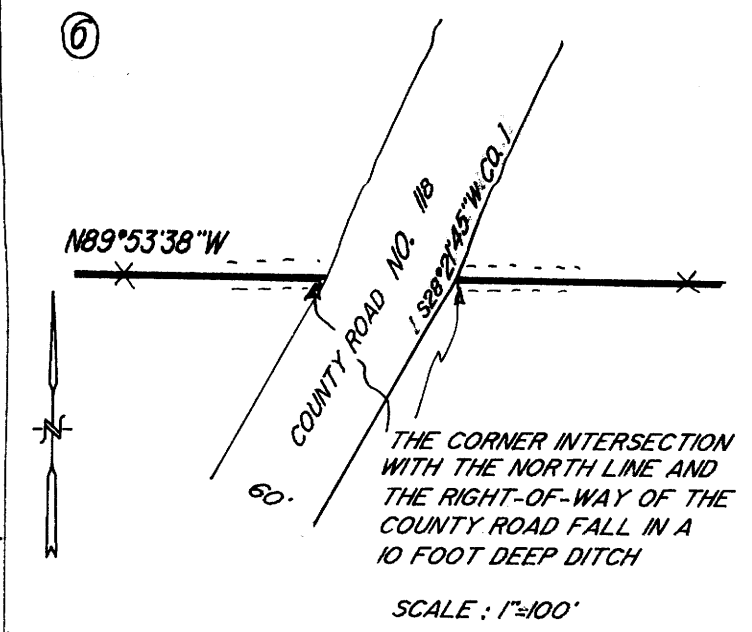 6
N89°53'38"W
COUNTY ROAD NO. 118
( S28°21'45"W CO. )
60'
N
THE CORNER INTERSECTION
WITH THE NORTH LINE AND
THE RIGHT-OF-WAY OF THE
COUNTY ROAD FALL IN A
10 FOOT DEEP DITCH
SCALE : 1"=100'